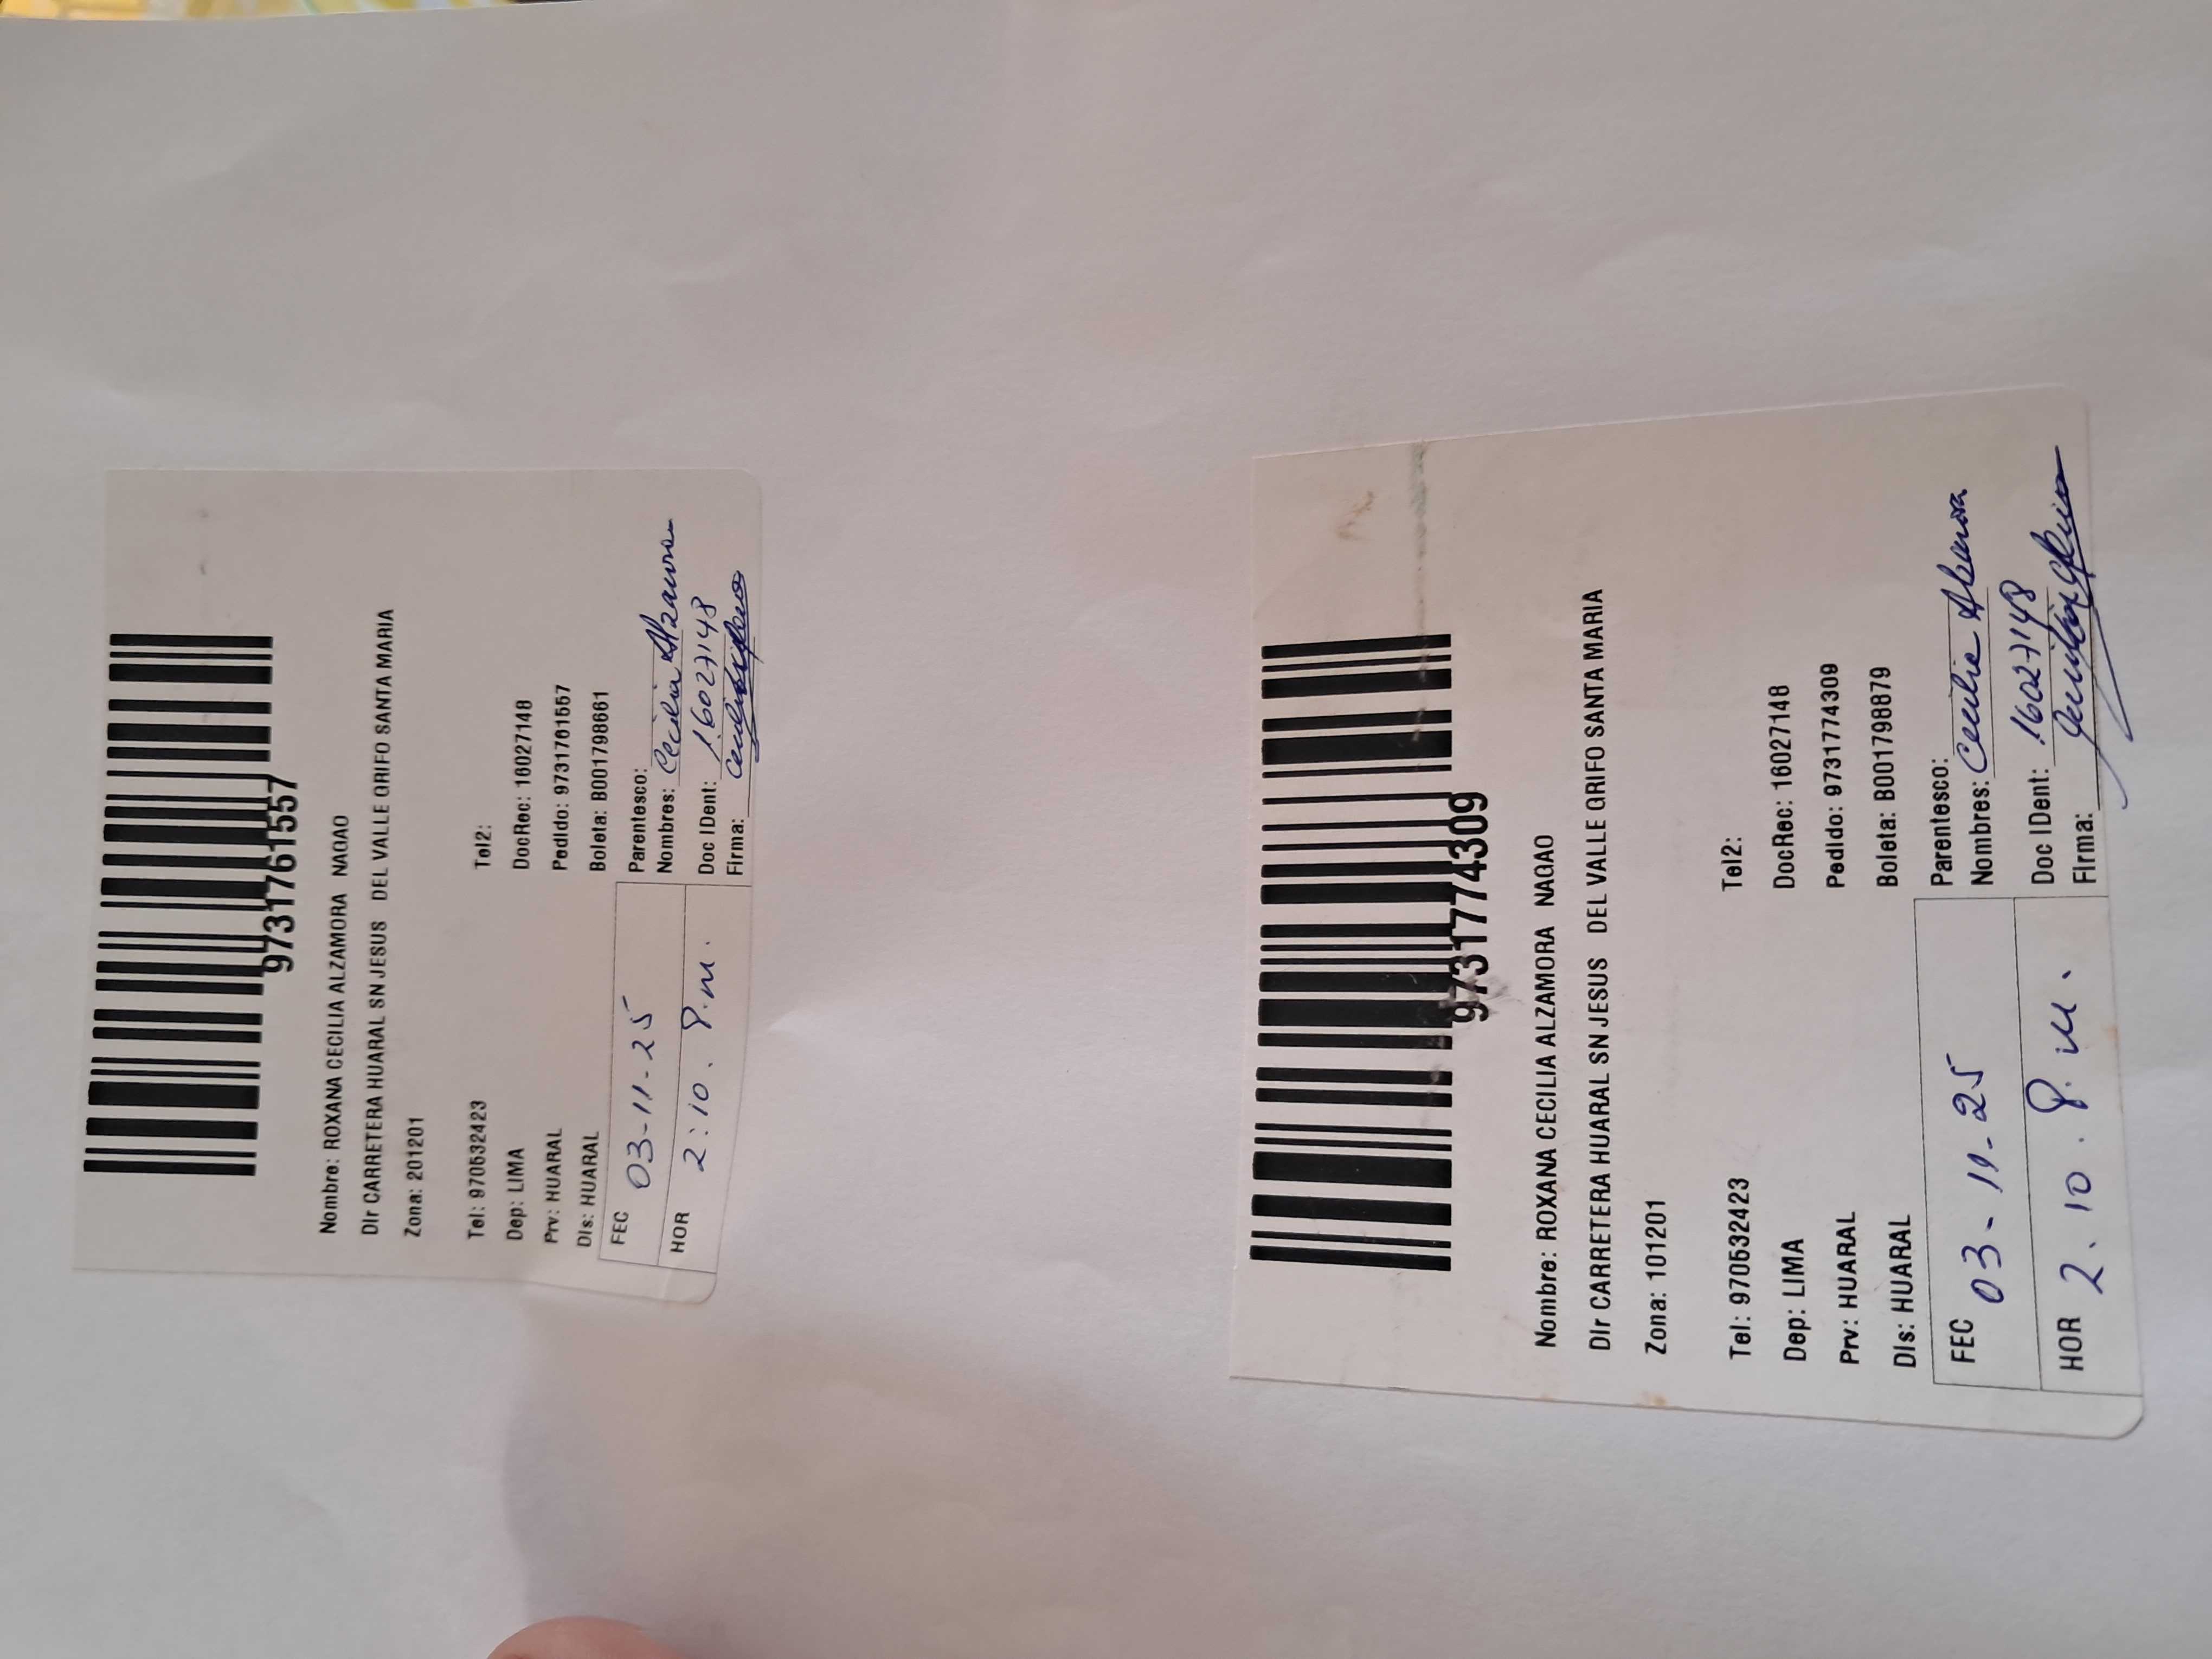 9731761557
Nombre: ROXANA CECILIA ALZAMORA NAGAO
Dir CARRETERA HUARAL SN JESUS DEL VALLE GRIFO SANTA MARIA
Zona: 201201
Tel: 970532423 Tel2:
Dep: LIMA DocRec: 16027148
Prv: HUARAL Pedido: 9731761557
Dis: HUARAL Boleta: B001798661
FEC 03-11-25 Parentesco:
Nombres: Cecilia Alzamora
HOR 2:10. P.m. Doc IDent: 16027148
Firma:
9731774309
Nombre: ROXANA CECILIA ALZAMORA NAGAO
Dir CARRETERA HUARAL SN JESUS DEL VALLE GRIFO SANTA MARIA
Zona: 101201
Tel: 970532423 Tel2:
Dep: LIMA DocRec: 16027148
Prv: HUARAL Pedido: 9731774309
Dis: HUARAL Boleta: B001798879
FEC 03-11-25 Parentesco:
Nombres: Cecilia
HOR 2.10. P.m. Doc IDent: 16027148
Firma: